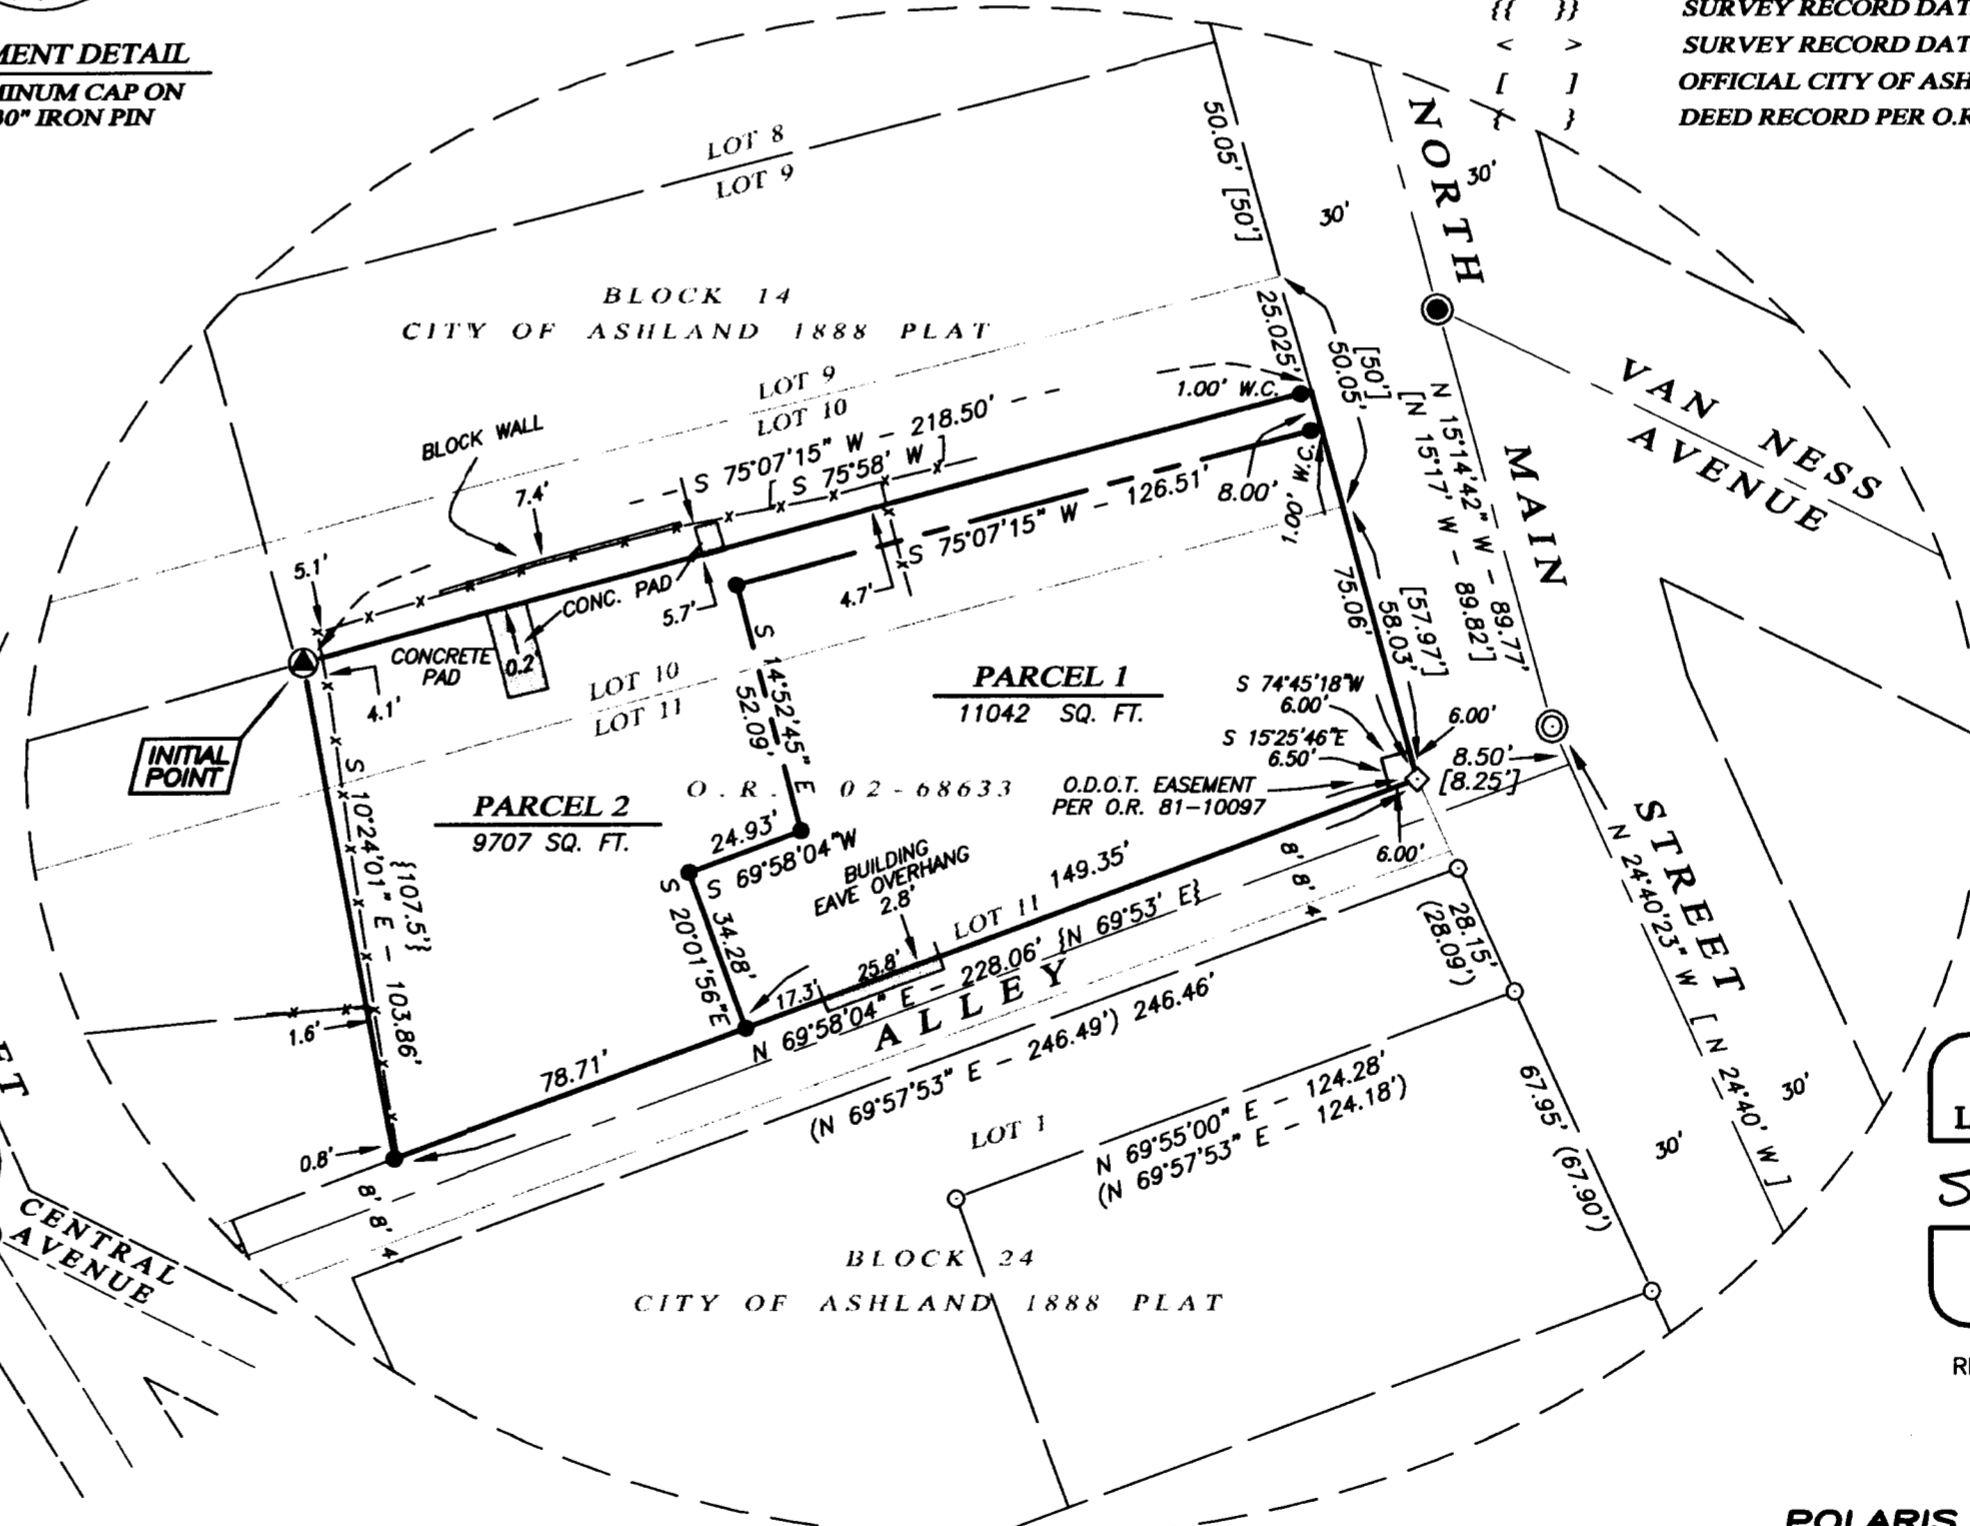 MENT DETAIL
MINUM CAP ON
30" IRON PIN
{{ }} SURVEY RECORD DAT
< > SURVEY RECORD DAT
[ ] OFFICIAL CITY OF ASH
{ } DEED RECORD PER O.R
LOT 8
LOT 9
50.05' [50']
NORTH
30'
30'
BLOCK 14
CITY OF ASHLAND 1888 PLAT
LOT 9
LOT 10
25.025'
[50']
50.05'
1.00' W.C.
S 75°07'15" W - 218.50'
[ S 75°58' W ]
BLOCK WALL
7.4'
S 75°07'15" W - 126.51'
8.00'
1.00' W.C.
N 15°14'42" W - 89.77'
[N 15°17' W - 89.82']
MAIN
VAN NESS
AVENUE
5.1'
CONC. PAD
5.7'
4.7'
CONCRETE
PAD
0.2'
4.1'
LOT 10
LOT 11
INITIAL
POINT
S 14°52'45" E
52.09'
PARCEL 1
11042 SQ. FT.
75.06'
[57.97']
58.03'
S 74°45'18"W
6.00'
6.00'
S 15°25'46"E
6.50'
8.50'
[8.25']
O.D.O.T. EASEMENT
PER O.R. 81-10097
O.R. 02-68633
PARCEL 2
9707 SQ. FT.
S 10°24'01" E - 103.86'
{107.5'}
24.93'
S 69°58'04"W
BUILDING
EAVE OVERHANG
2.8'
S 20°01'56"E
34.28'
149.35'
LOT 11
6.00'
8'
8'
4
STREET
N 24°40'23" W [ N 24°40' W ]
28.15'
(28.09')
17.3'
25.8'
N 69°58'04" E - 228.06' {N 69°53' E}
ALLEY
(N 69°57'53" E - 246.49') 246.46'
1.6'
78.71'
0.8'
8'
8'
4
LOT 1
N 69°55'00" E - 124.28'
(N 69°57'53" E - 124.18')
67.95' (67.90')
30'
30'
ET
CENTRAL
AVENUE
BLOCK 24
CITY OF ASHLAND 1888 PLAT
L
RE
POLARIS